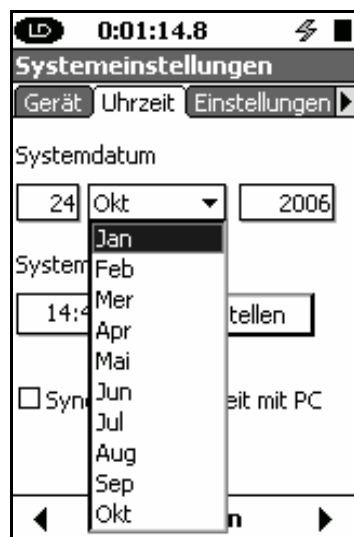 LD 0:01:14.8
Systemeinstellungen
Gerät Uhrzeit Einstellungen
Systemdatum
24 Okt 2006
Jan
System Feb
Mer
14:4 tellen
Apr
Mai
Jun
Syn eit mit PC
Jul
Aug
Sep
Okt n